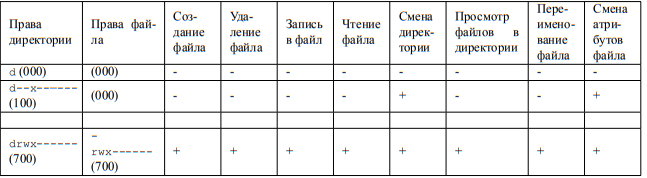 Права директории
Права фай-
ла
Соз-
дание
файла
Уда-
ление
файла
Запись
в файл
Чтение
файла
Смена
дирек-
тории
Просмотр
файлов в
директории
Пере-
имено-
вание
файла
Смена
атри-
бутов
файла
d (000)
(000)
- - - - - - - -
d--x------
(100)
(000)
- - - - + - - +
drwx------
(700)
-
rwx------
(700)
+ + + + + + + +